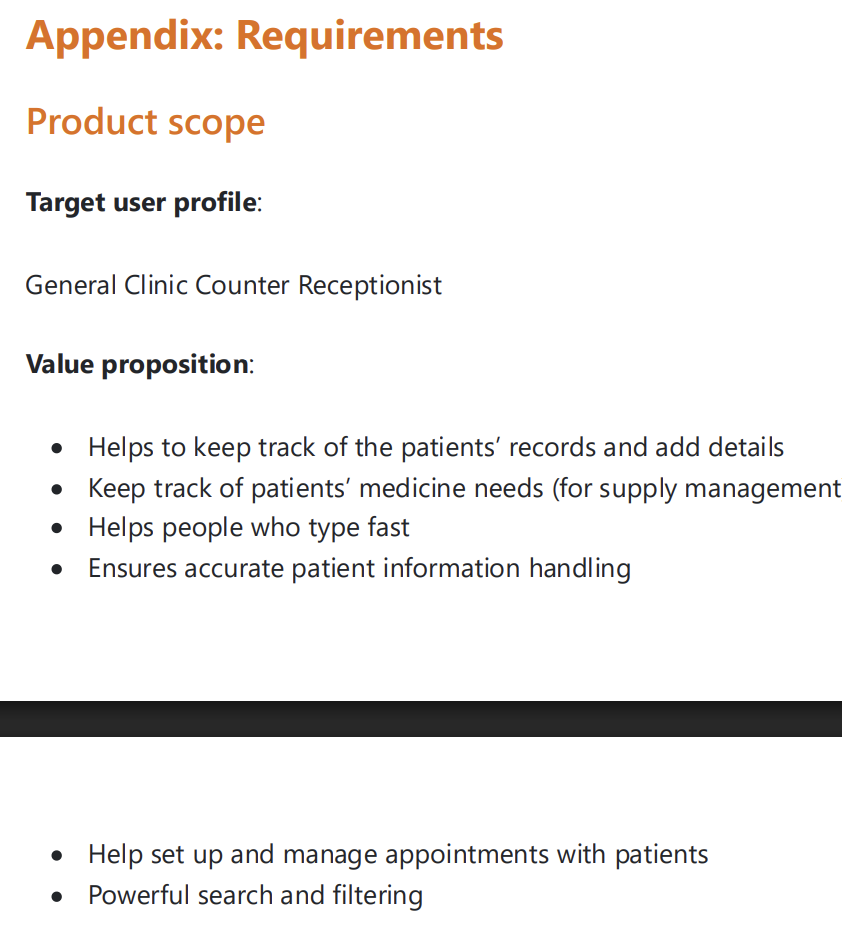 Appendix: Requirements
Product scope
Target user profile:
General Clinic Counter Receptionist
Value proposition:
• Helps to keep track of the patients’ records and add details
• Keep track of patients’ medicine needs (for supply management
• Helps people who type fast
• Ensures accurate patient information handling
• Help set up and manage appointments with patients
• Powerful search and filtering